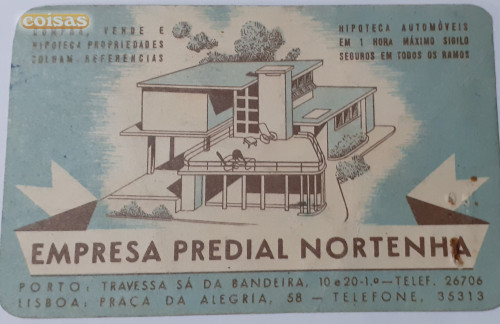 coisas
COMPRA, VENDE E
HIPOTECA PROPRIEDADES
COLHAM REFERENCIAS
HIPOTECA AUTOMÓVEIS
EM 1 HORA MÁXIMO SIGILO
SEGUROS EM TODOS OS RAMOS
EMPRESA PREDIAL NORTENHA
PORTO: TRAVESSA SÁ DA BANDEIRA, 10 e 20-1.º — TELEF. 26706
LISBOA: PRAÇA DA ALEGRIA, 58 — TELEFONE, 35313